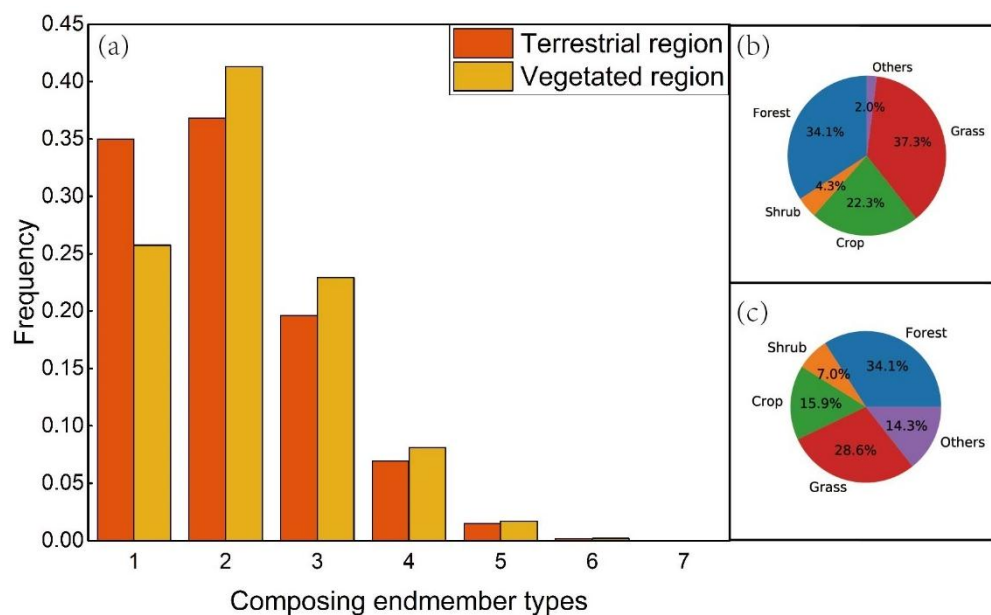 (a)
Terrestrial region
Vegetated region
0.45
0.40
0.35
0.30
0.25
0.20
0.15
0.10
0.05
0.00
Frequency
1 2 3 4 5 6 7
Composing endmember types
(b)
Others
2.0%
Forest
34.1%
Grass
37.3%
4.3%
Shrub
22.3%
Crop
(c)
Forest
Shrub
34.1%
7.0%
Crop
15.9%
14.3%
Others
28.6%
Grass